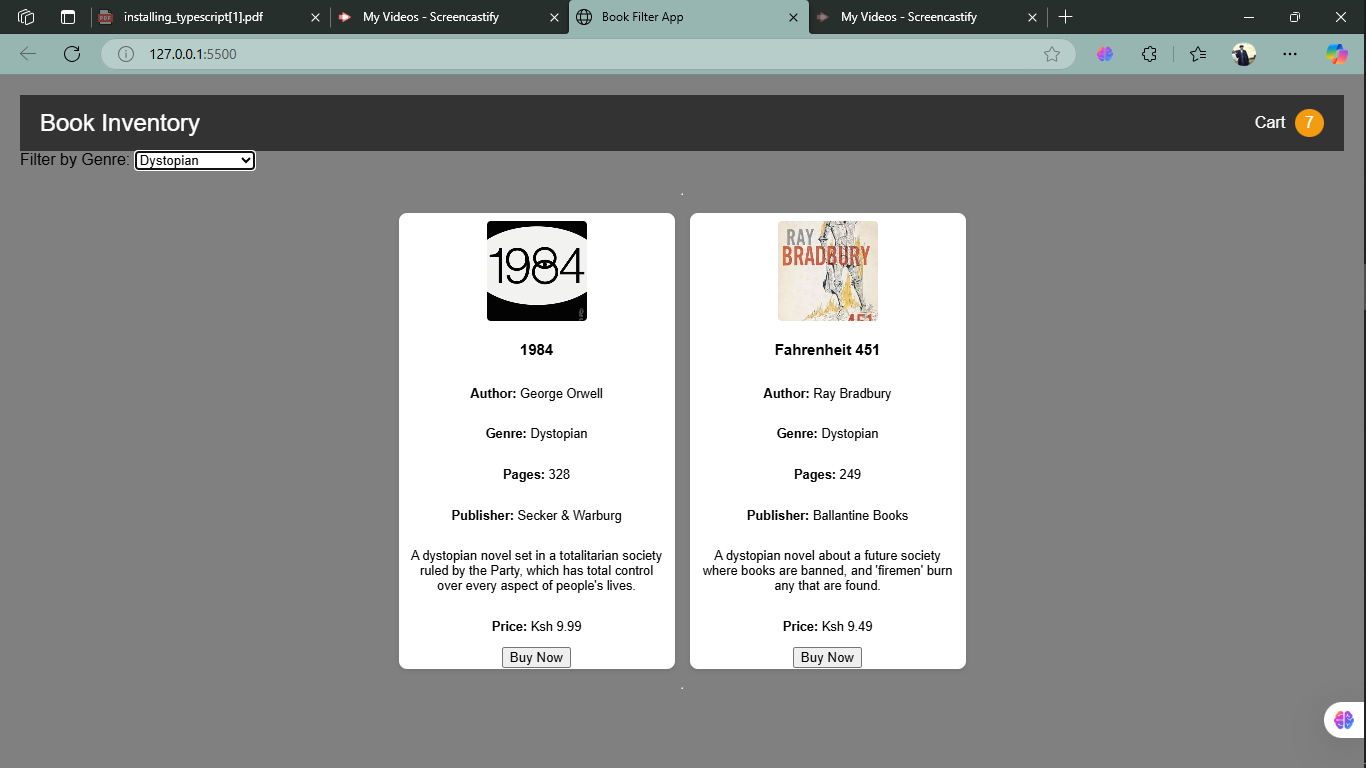 installing_typescript[1].pdf
My Videos - Screencastify
Book Filter App
My Videos - Screencastify
127.0.0.1:5500
Book Inventory
Cart 7
Filter by Genre: Dystopian
.
1984
1984
Author: George Orwell
Genre: Dystopian
Pages: 328
Publisher: Secker & Warburg
A dystopian novel set in a totalitarian society
ruled by the Party, which has total control
over every aspect of people's lives.
Price: Ksh 9.99
Buy Now
RAY
BRADBURY
451
Fahrenheit 451
Author: Ray Bradbury
Genre: Dystopian
Pages: 249
Publisher: Ballantine Books
A dystopian novel about a future society
where books are banned, and 'firemen' burn
any that are found.
Price: Ksh 9.49
Buy Now
.